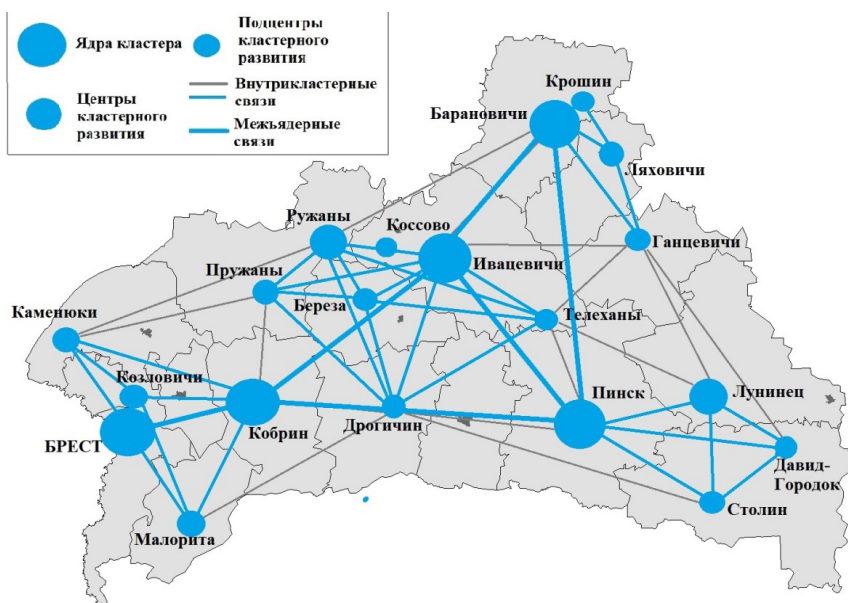 Ядра кластера
Подцентры
кластерного
развития
Центры
кластерного
развития
Внутрикластерные
связи
Межъядерные
связи
Крошин
Барановичи
Ляховичи
Ружаны
Коссово
Ганцевичи
Ивацевичи
Пружаны
Береза
Телеханы
Каменюки
Козловичи
Пинск
Лунинец
БРЕСТ
Кобрин
Дрогичин
Давид-
Городок
Столин
Малорита